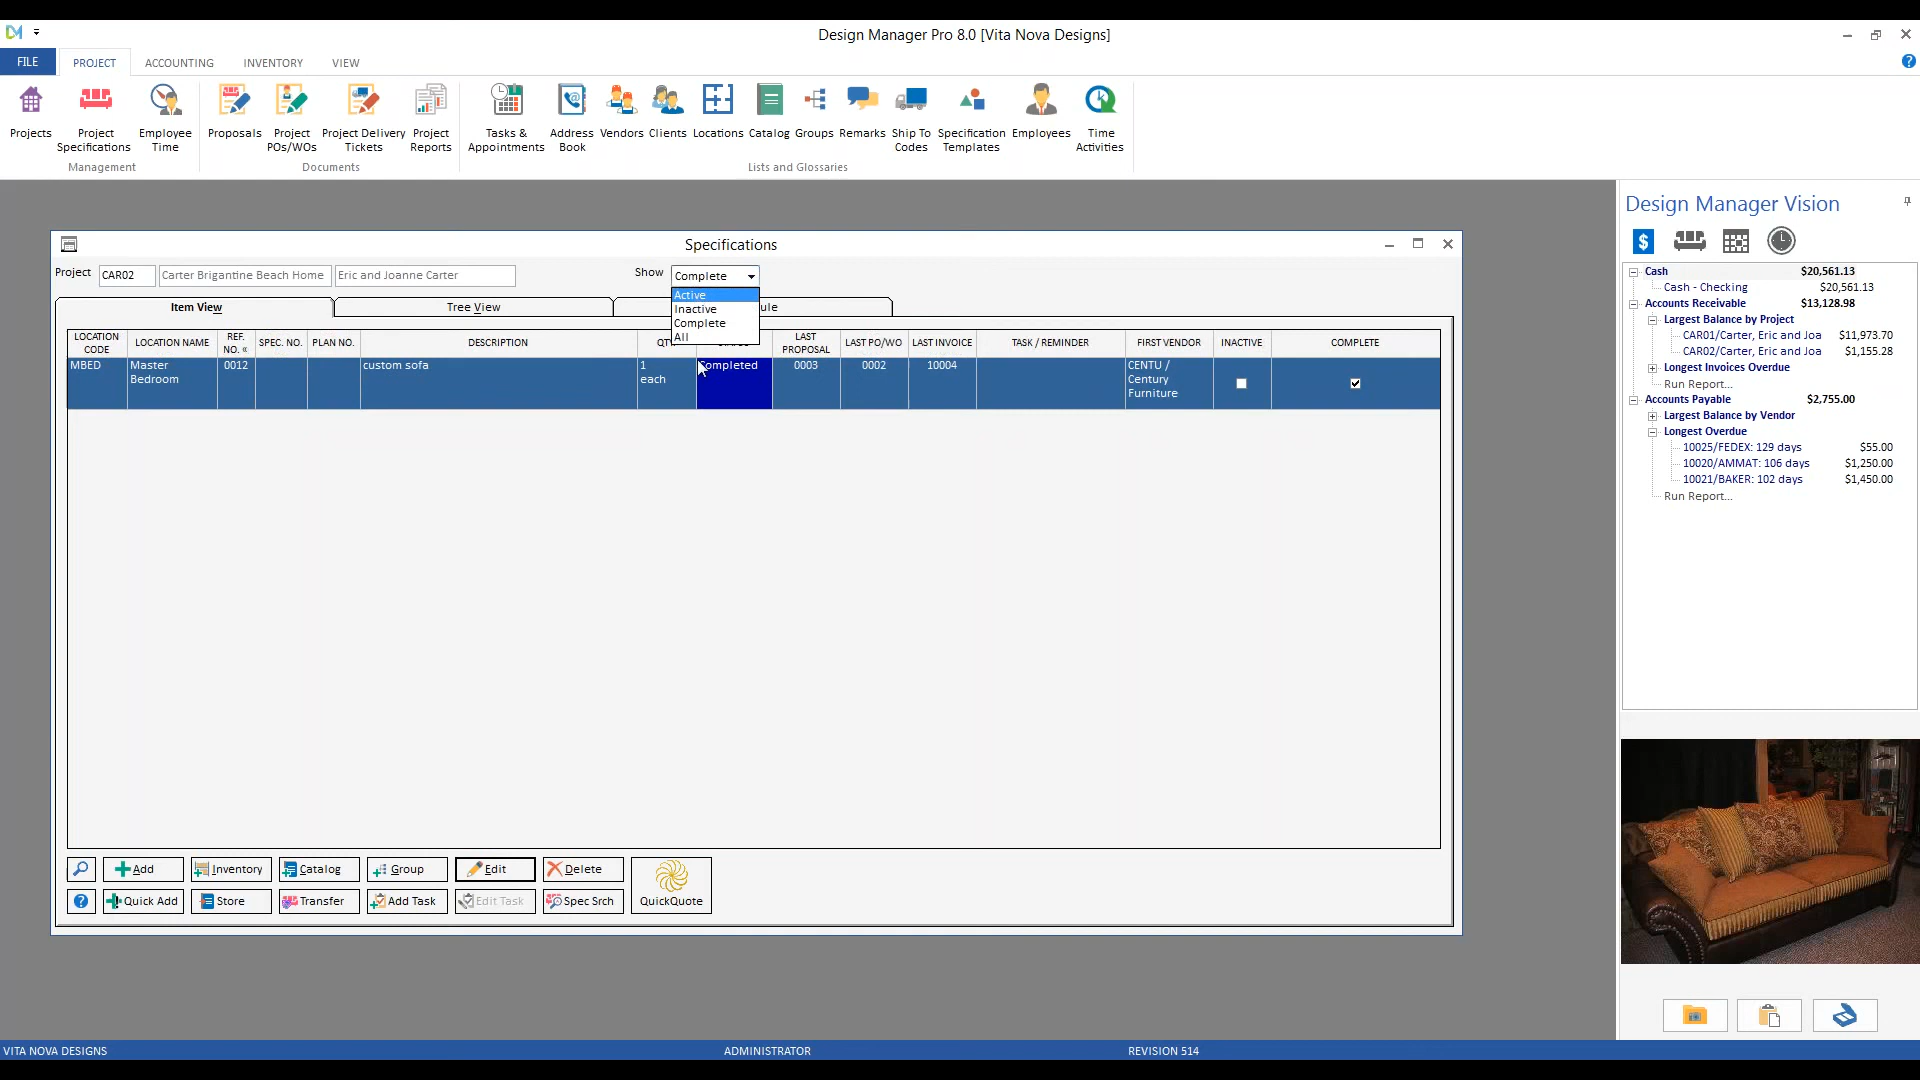 Design Manager Pro 8.0 [Vita Nova Designs]
FILE PROJECT ACCOUNTING INVENTORY VIEW
Projects
Project Specifications
Employee Time
Proposals
Project POs/WOs
Project Delivery Tickets
Project Reports
Tasks & Appointments
Address Book
Vendors
Clients
Locations
Catalog
Groups
Remarks
Ship To Codes
Specification Templates
Employees
Time Activities
Management
Documents
Lists and Glossaries
Specifications
Project CAR02 Carter Brigantine Beach Home Eric and Joanne Carter Show Complete
Active
Inactive
Complete
All
Item View Tree View ule
LOCATION CODE LOCATION NAME REF. NO. « SPEC. NO. PLAN NO. DESCRIPTION QT LAST PROPOSAL LAST PO/WO LAST INVOICE TASK / REMINDER FIRST VENDOR INACTIVE COMPLETE
MBED Master Bedroom 0012 custom sofa 1 each Completed 0003 0002 10004 CENTU / Century Furniture
Add Inventory Catalog Group Edit Delete
Quick Add Store Transfer Add Task Edit Task Spec Srch QuickQuote
Design Manager Vision
Cash $20,561.13
Cash - Checking $20,561.13
Accounts Receivable $13,128.98
Largest Balance by Project
CAR01/Carter, Eric and Joa $11,973.70
CAR02/Carter, Eric and Joa $1,155.28
Longest Invoices Overdue
Run Report...
Accounts Payable $2,755.00
Largest Balance by Vendor
Longest Overdue
10025/FEDEX: 129 days $55.00
10020/AMMAT: 106 days $1,250.00
10021/BAKER: 102 days $1,450.00
Run Report...
VITA NOVA DESIGNS ADMINISTRATOR REVISION 514